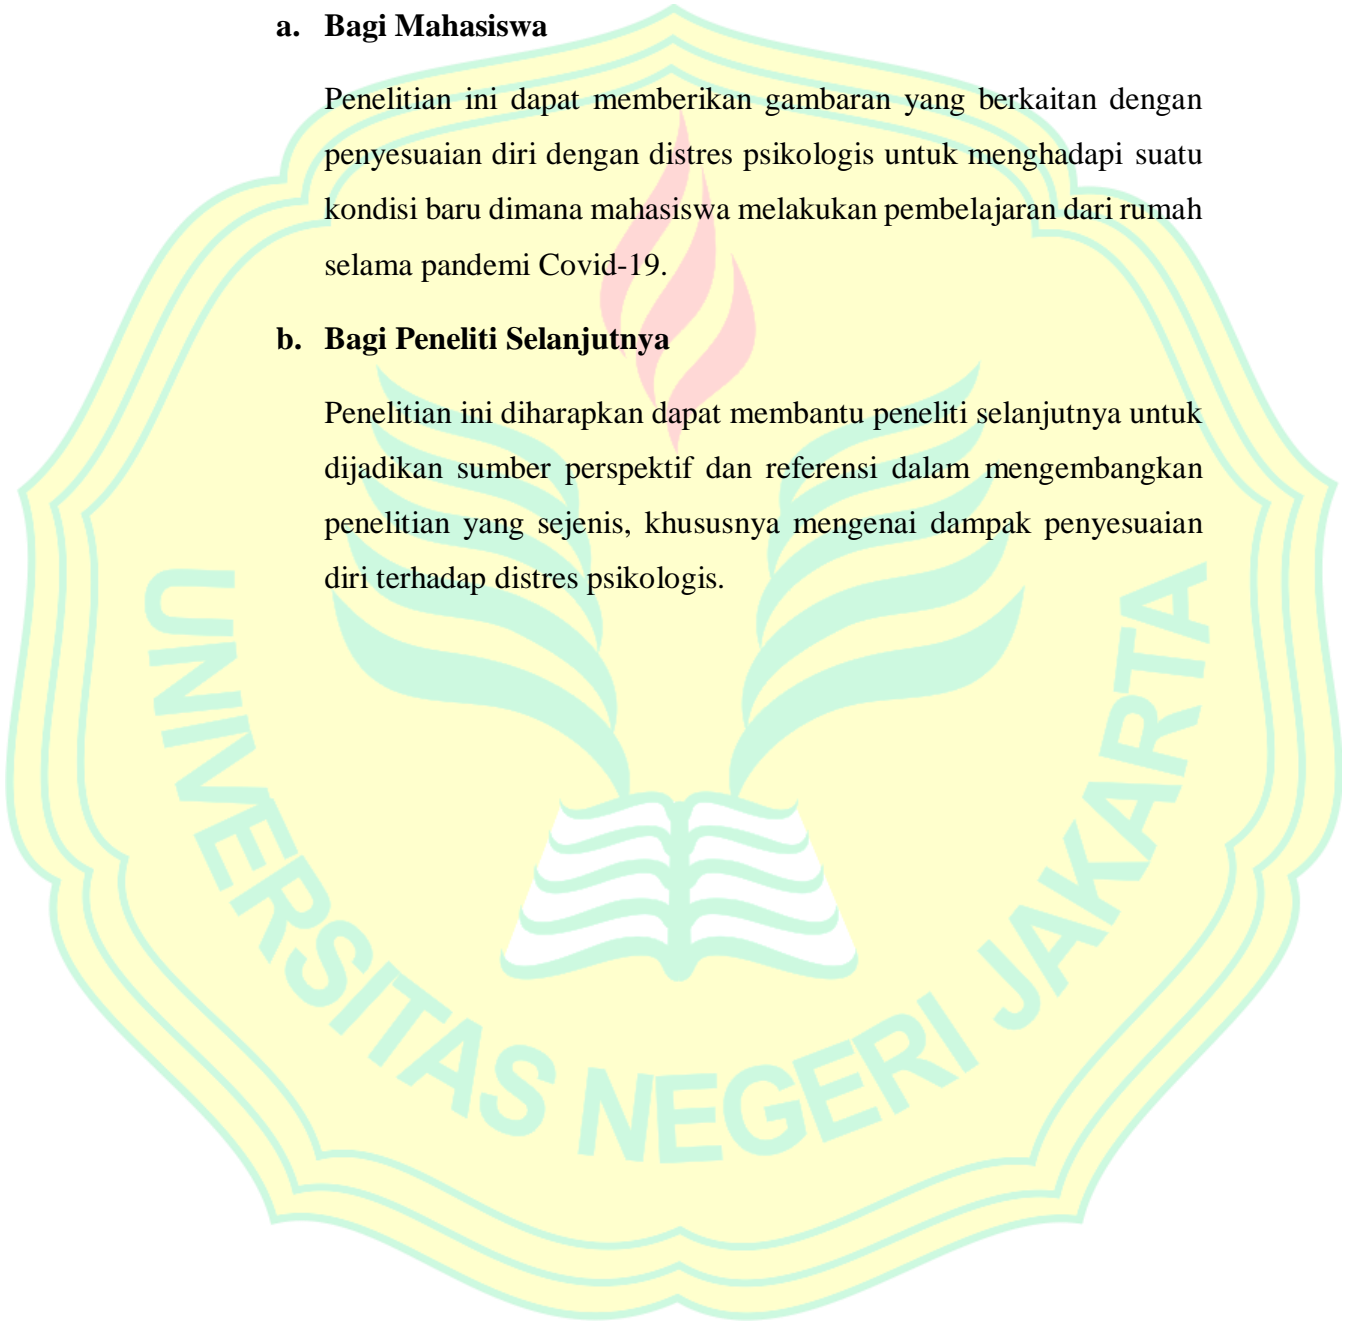 a. Bagi Mahasiswa
Penelitian ini dapat memberikan gambaran yang berkaitan dengan
penyesuaian diri dengan distres psikologis untuk menghadapi suatu
kondisi baru dimana mahasiswa melakukan pembelajaran dari rumah
selama pandemi Covid-19.
b. Bagi Peneliti Selanjutnya
Penelitian ini diharapkan dapat membantu peneliti selanjutnya untuk
dijadikan sumber perspektif dan referensi dalam mengembangkan
penelitian yang sejenis, khususnya mengenai dampak penyesuaian
diri terhadap distres psikologis.
UNIVERSITAS NEGERI JAKARTA